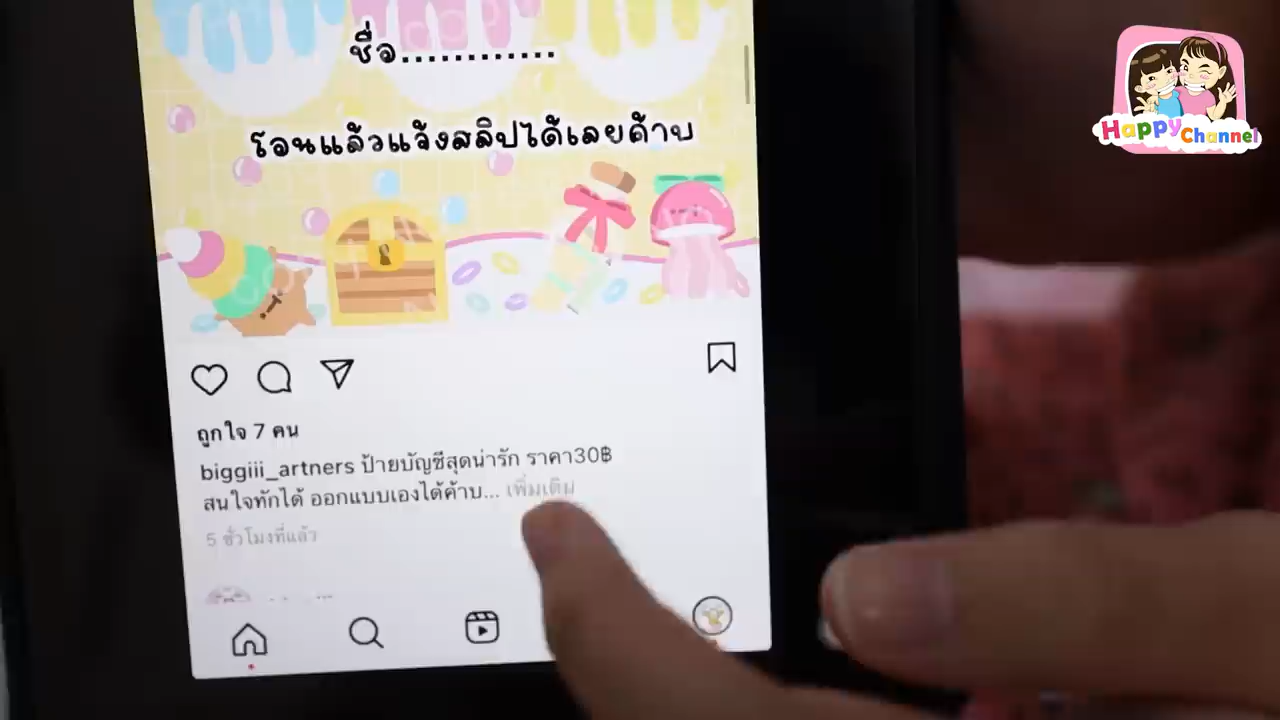 ชื่อ............
โอนแล้วแจ้งสลิปได้เลยค้าบ
ถูกใจ 7 คน
biggiii_artners ป้ายบัญชีสุดน่ารัก ราคา30฿
สนใจทักได้ ออกแบบเองได้ค้าบ... เพิ่มเติม
5 ชั่วโมงที่แล้ว
Happy Channel